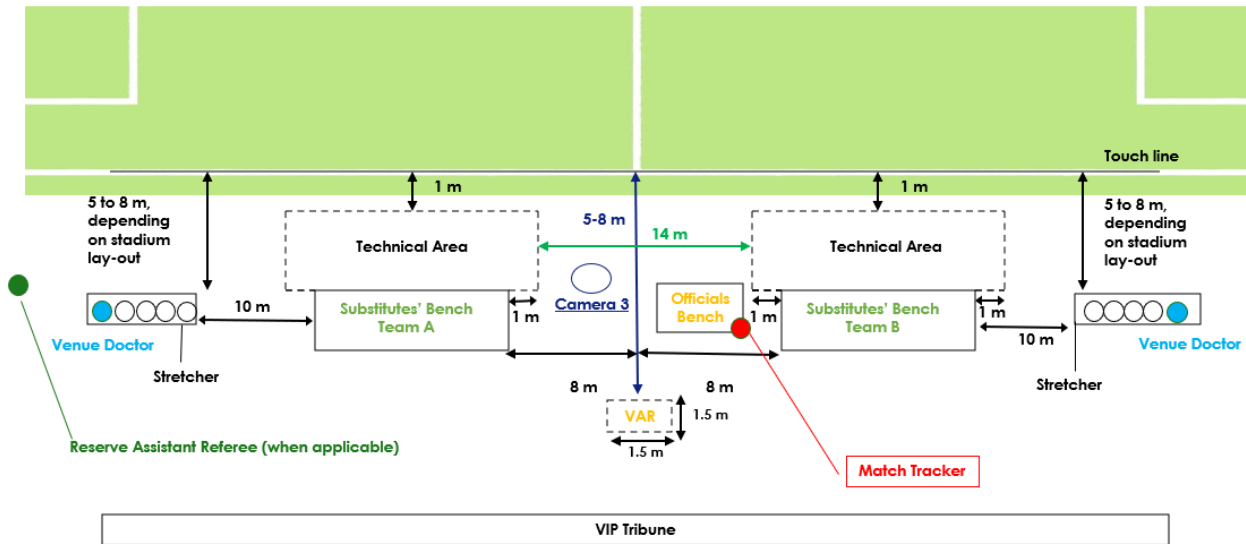 Touch line
1 m
1 m
5 to 8 m,
depending
on stadium
lay-out
5-8 m
5 to 8 m,
depending
on stadium
lay-out
14 m
Technical Area
Technical Area
Camera 3
Officials
Bench
Substitutes' Bench
Team A
Substitutes' Bench
Team B
10 m
1 m
1 m
1 m
10 m
Venue Doctor
Venue Doctor
Stretcher
Stretcher
8 m
8 m
VAR
1.5 m
1.5 m
Reserve Assistant Referee (when applicable)
Match Tracker
VIP Tribune